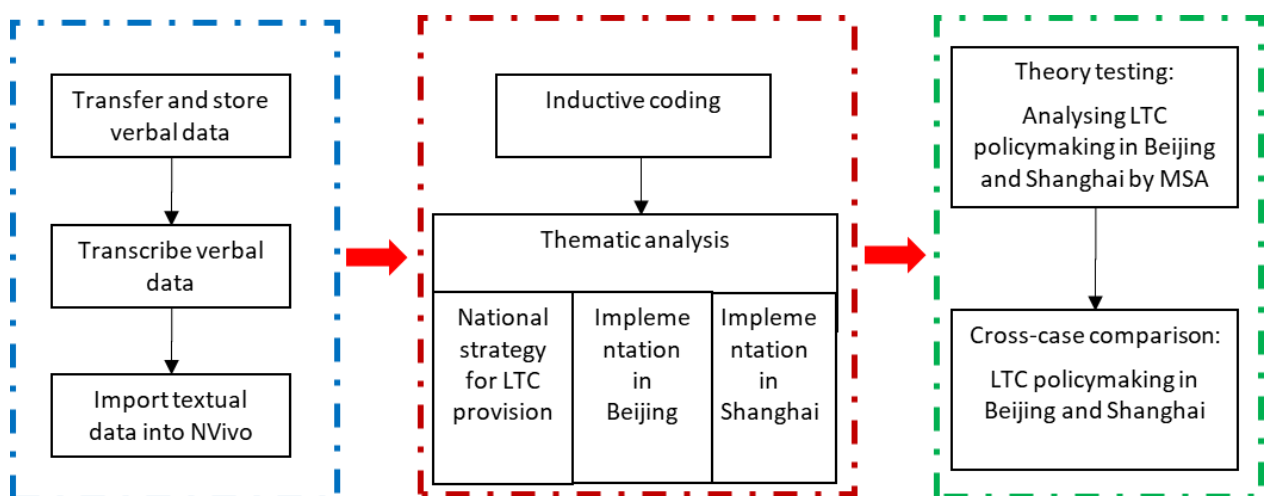 Transfer and store
verbal data
Transcribe verbal
data
Import textual
data into NVivo
Inductive coding
Thematic analysis
National
strategy
for LTC
provision
Impleme
ntation
in
Beijing
Impleme
ntation in
Shanghai
Theory testing:
Analysing LTC
policymaking in Beijing
and Shanghai by MSA
Cross-case comparison:
LTC policymaking in
Beijing and Shanghai